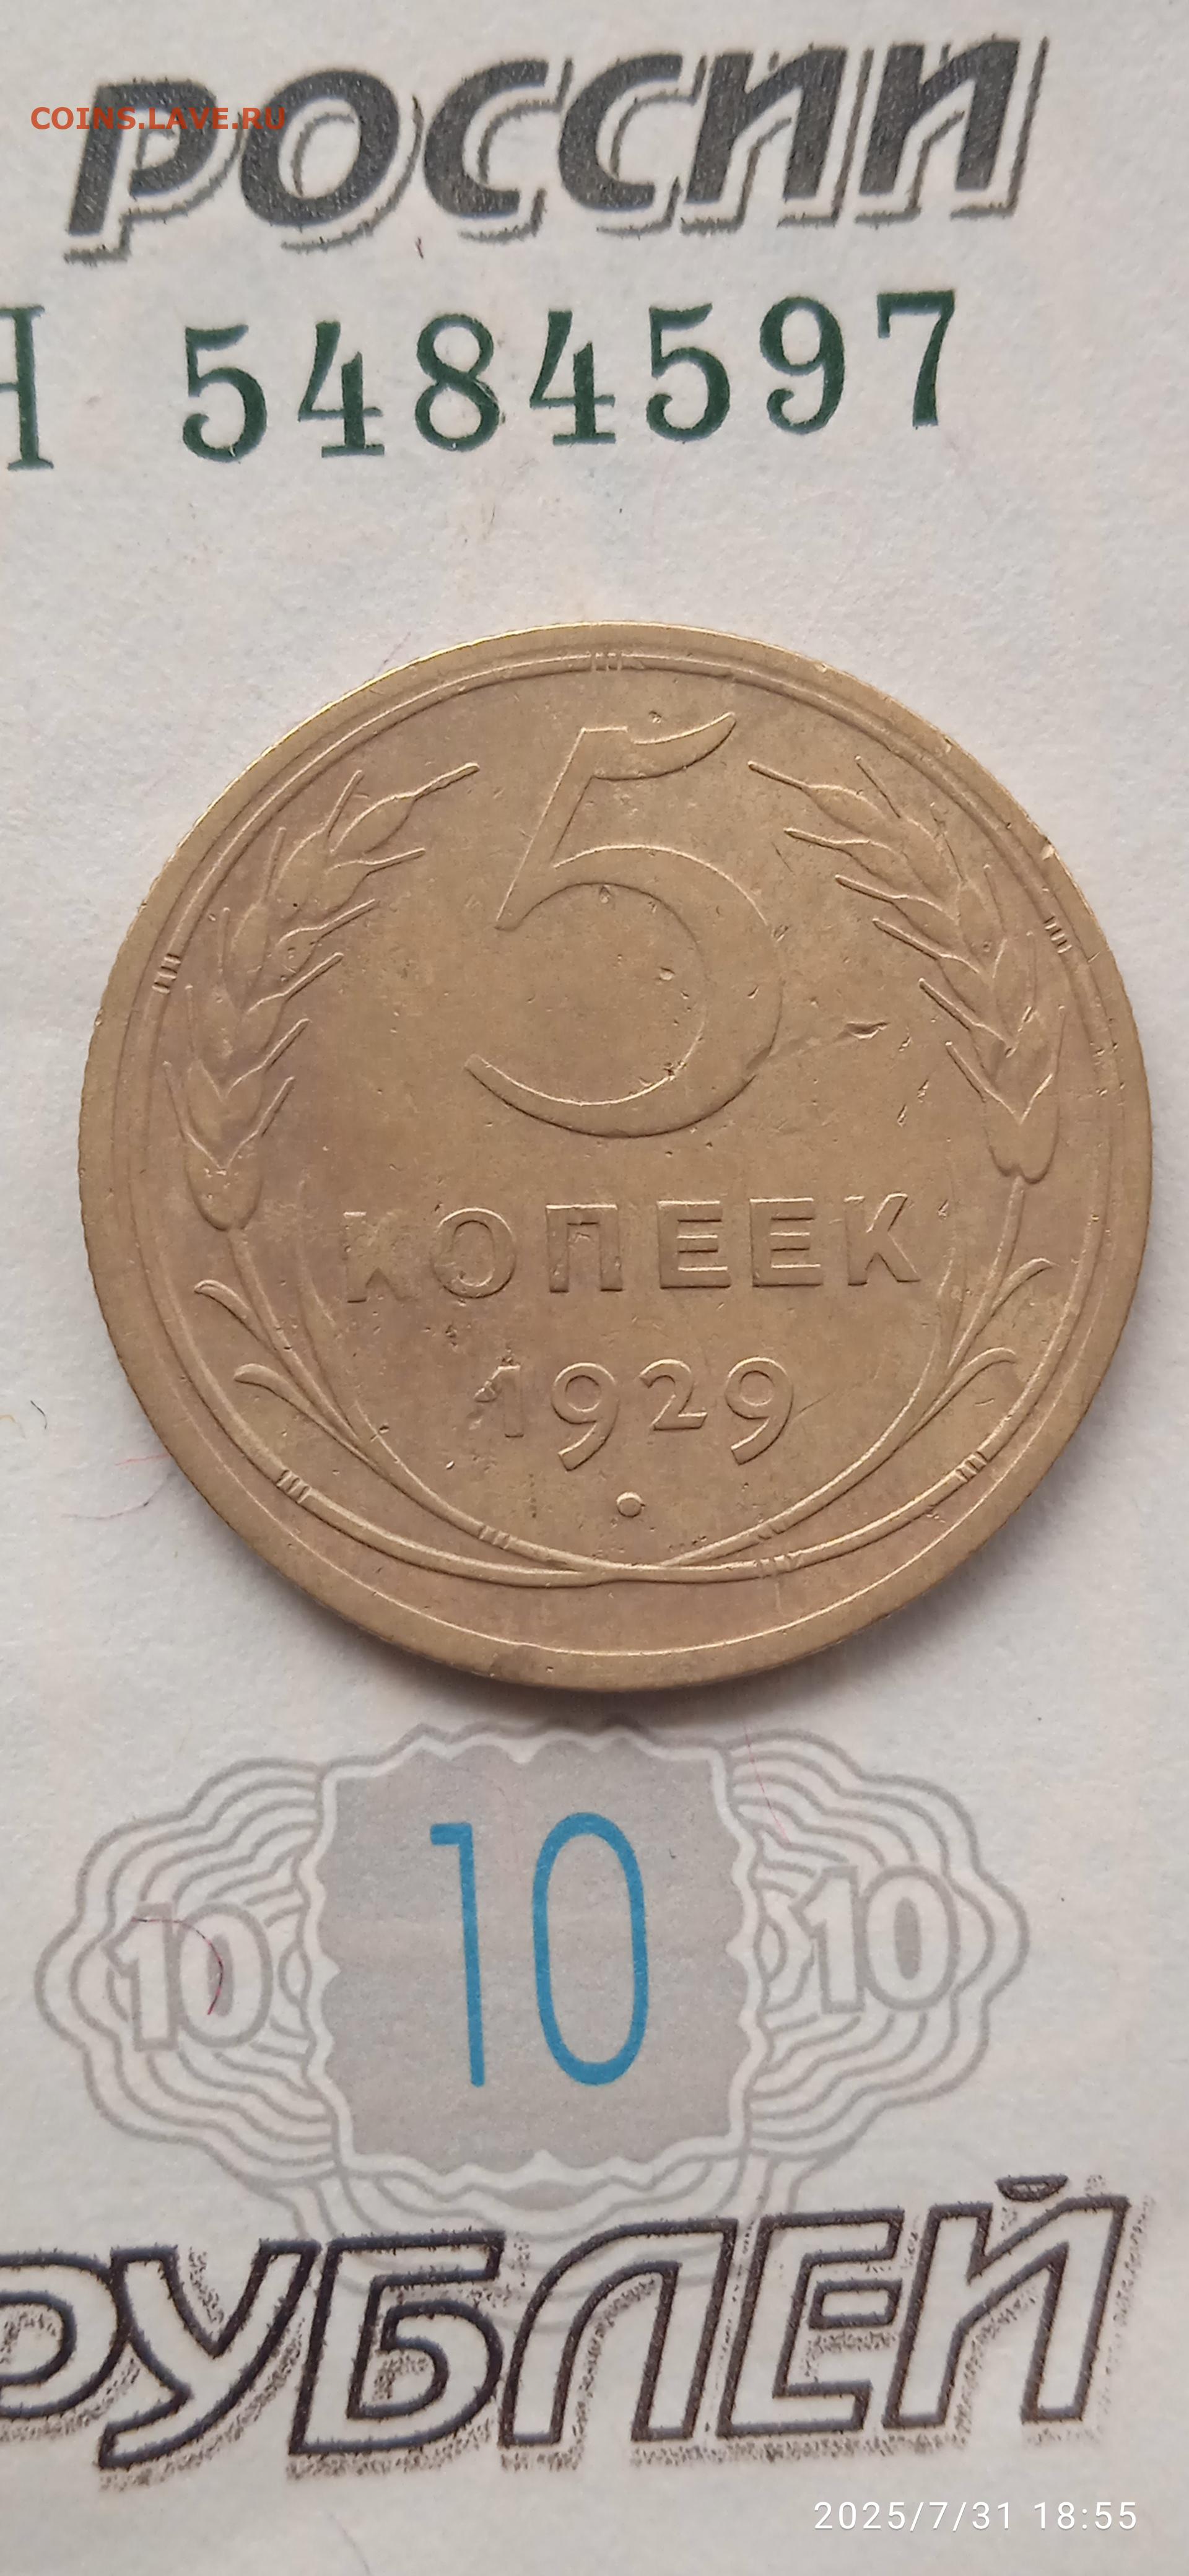 РОССИИ
COINS.LAVE.RU
Н 5484597
5
КОПЕЕК
1929
10
10 10
РУБЛЕЙ
2025/7/31 18:55